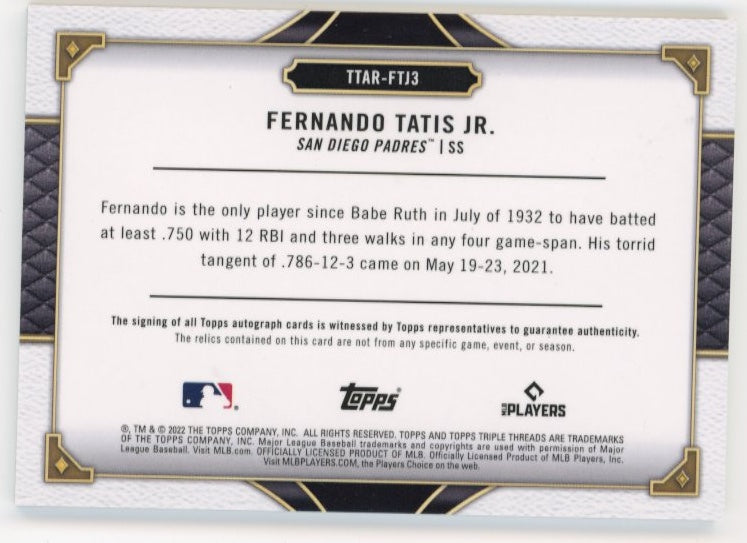 TTAR-FTJ3
FERNANDO TATIS JR.
SAN DIEGO PADRES™ | SS
Fernando is the only player since Babe Ruth in July of 1932 to have batted
at least .750 with 12 RBI and three walks in any four game-span. His torrid
tangent of .786-12-3 came on May 19-23, 2021.
The signing of all Topps autograph cards is witnessed by Topps representatives to guarantee authenticity.
The relics contained on this card are not from any specific game, event, or season.
topps® PLAYERS
®, TM & © 2022 THE TOPPS COMPANY, INC. ALL RIGHTS RESERVED. TOPPS AND TOPPS TRIPLE THREADS ARE TRADEMARKS
OF THE TOPPS COMPANY, INC. Major League Baseball trademarks and copyrights are used with permission of Major
League Baseball. Visit MLB.com. OFFICIALLY LICENSED PRODUCT OF MLB. Officially Licensed Product of MLB Players, Inc.
Visit MLBPLAYERS.COM, the Players Choice on the web.